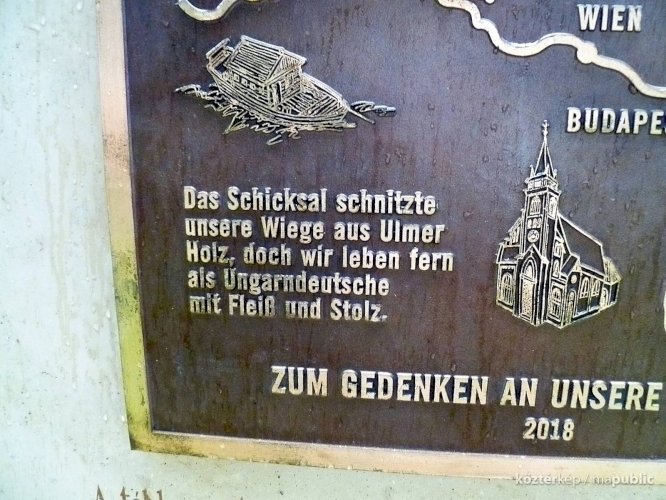 WIEN
BUDAPE
Das Schicksal schnitzte
unsere Wiege aus Ulmer
Holz, doch wir leben fern
als Ungarndeutsche
mit Fleiß und Stolz.
ZUM GEDENKEN AN UNSERE
2018
köztérkép / mapublic